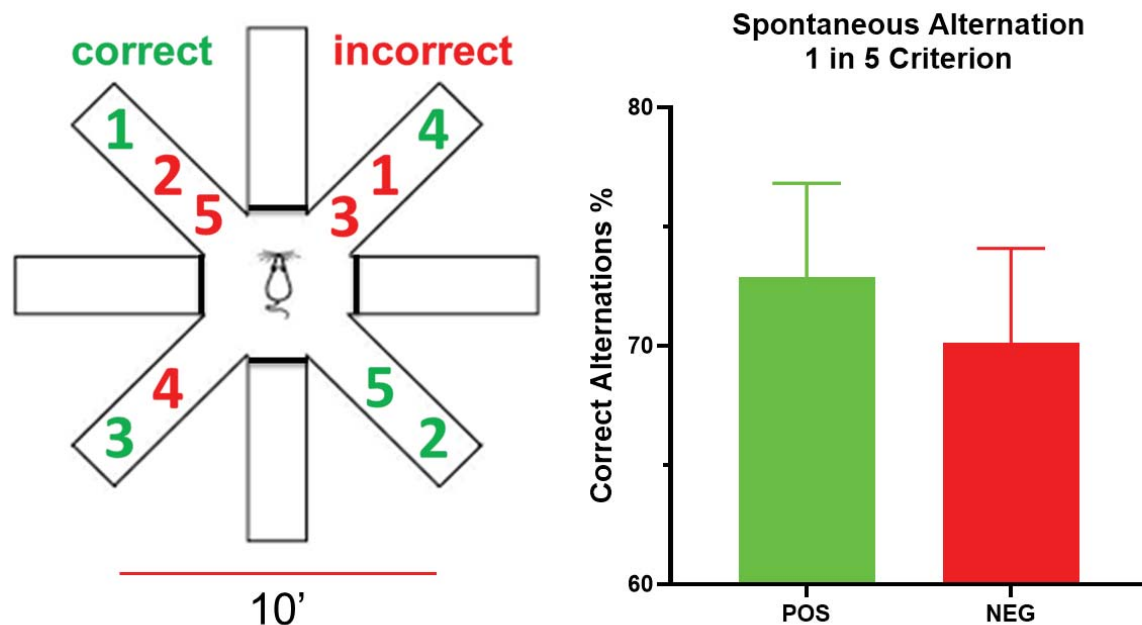 correct
incorrect
1
2
5
4
1
3
4
3
5
2
10’
Spontaneous Alternation
1 in 5 Criterion
Correct Alternations %
80
70
60
POS
NEG